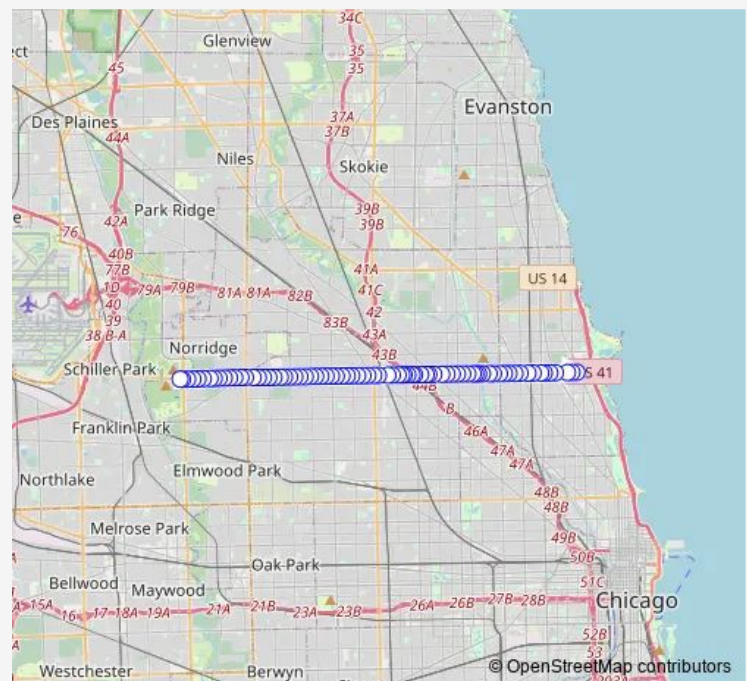 34C
Glenview
ect
35
35
45
Evanston
37A
37B
Des Plaines
44A
Niles
Skokie
39B
39B
Park Ridge
42A
76
e
40B
77B
1D
79A
79B
81A
81A
82B
41A
41C
US 14
40
39
38 B-A
42
83B
43A
43B
Norridge
Schiller Park
S 41
44B
B
Franklin Park
46A
47A
47A
Elmwood Park
Northlake
48B
48B
Melrose Park
49B
50B
Oak Park
Bellwood
Maywood
51C
A
15A
16
17
18A
19A
21A
21B
23A
23B
26A
26B
27B
28B
Chicago
52B
53
A
Westchester
Berwyn
© OpenStreetMap contributors